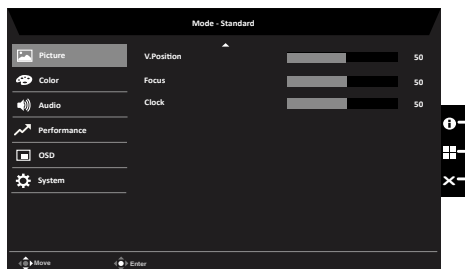 Mode - Standard
Picture
V.Position 50
Color
Focus 50
Audio
Clock 50
Performance
OSD
System
Move Enter